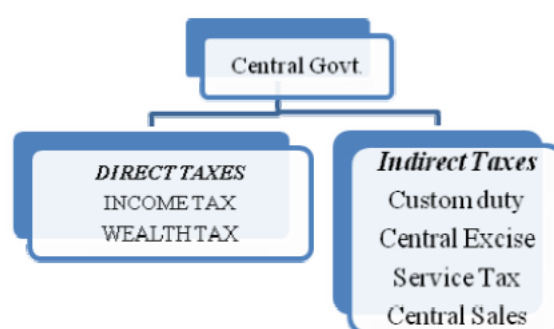 Central Govt.
DIRECT TAXES
INCOME TAX
WEALTH TAX
Indirect Taxes
Custom duty
Central Excise
Service Tax
Central Sales